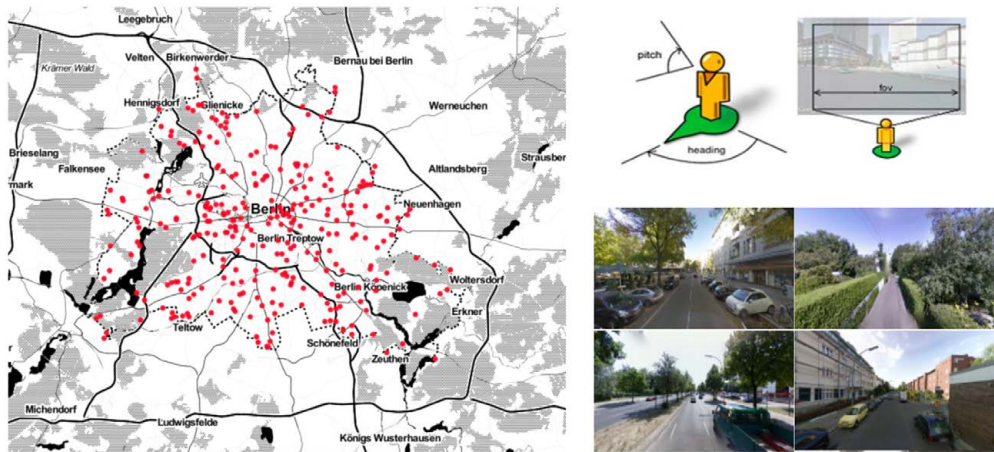 Leegebruch
Velten
Birkenwerder
Bernau bei Berlin
Krämer Wald
Hennigsdorf
Glienicke
Werneuchen
Brieselang
Falkensee
Altlandsberg
Strausber
mark
Neuenhagen
Berlin
Berlin Treptow
Berlin Köpenick
Woltersdorf
Erkner
Teltow
Schönefeld
Zeuthen
Michendorf
Ludwigsfelde
Königs Wusterhausen
pitch
heading
fov